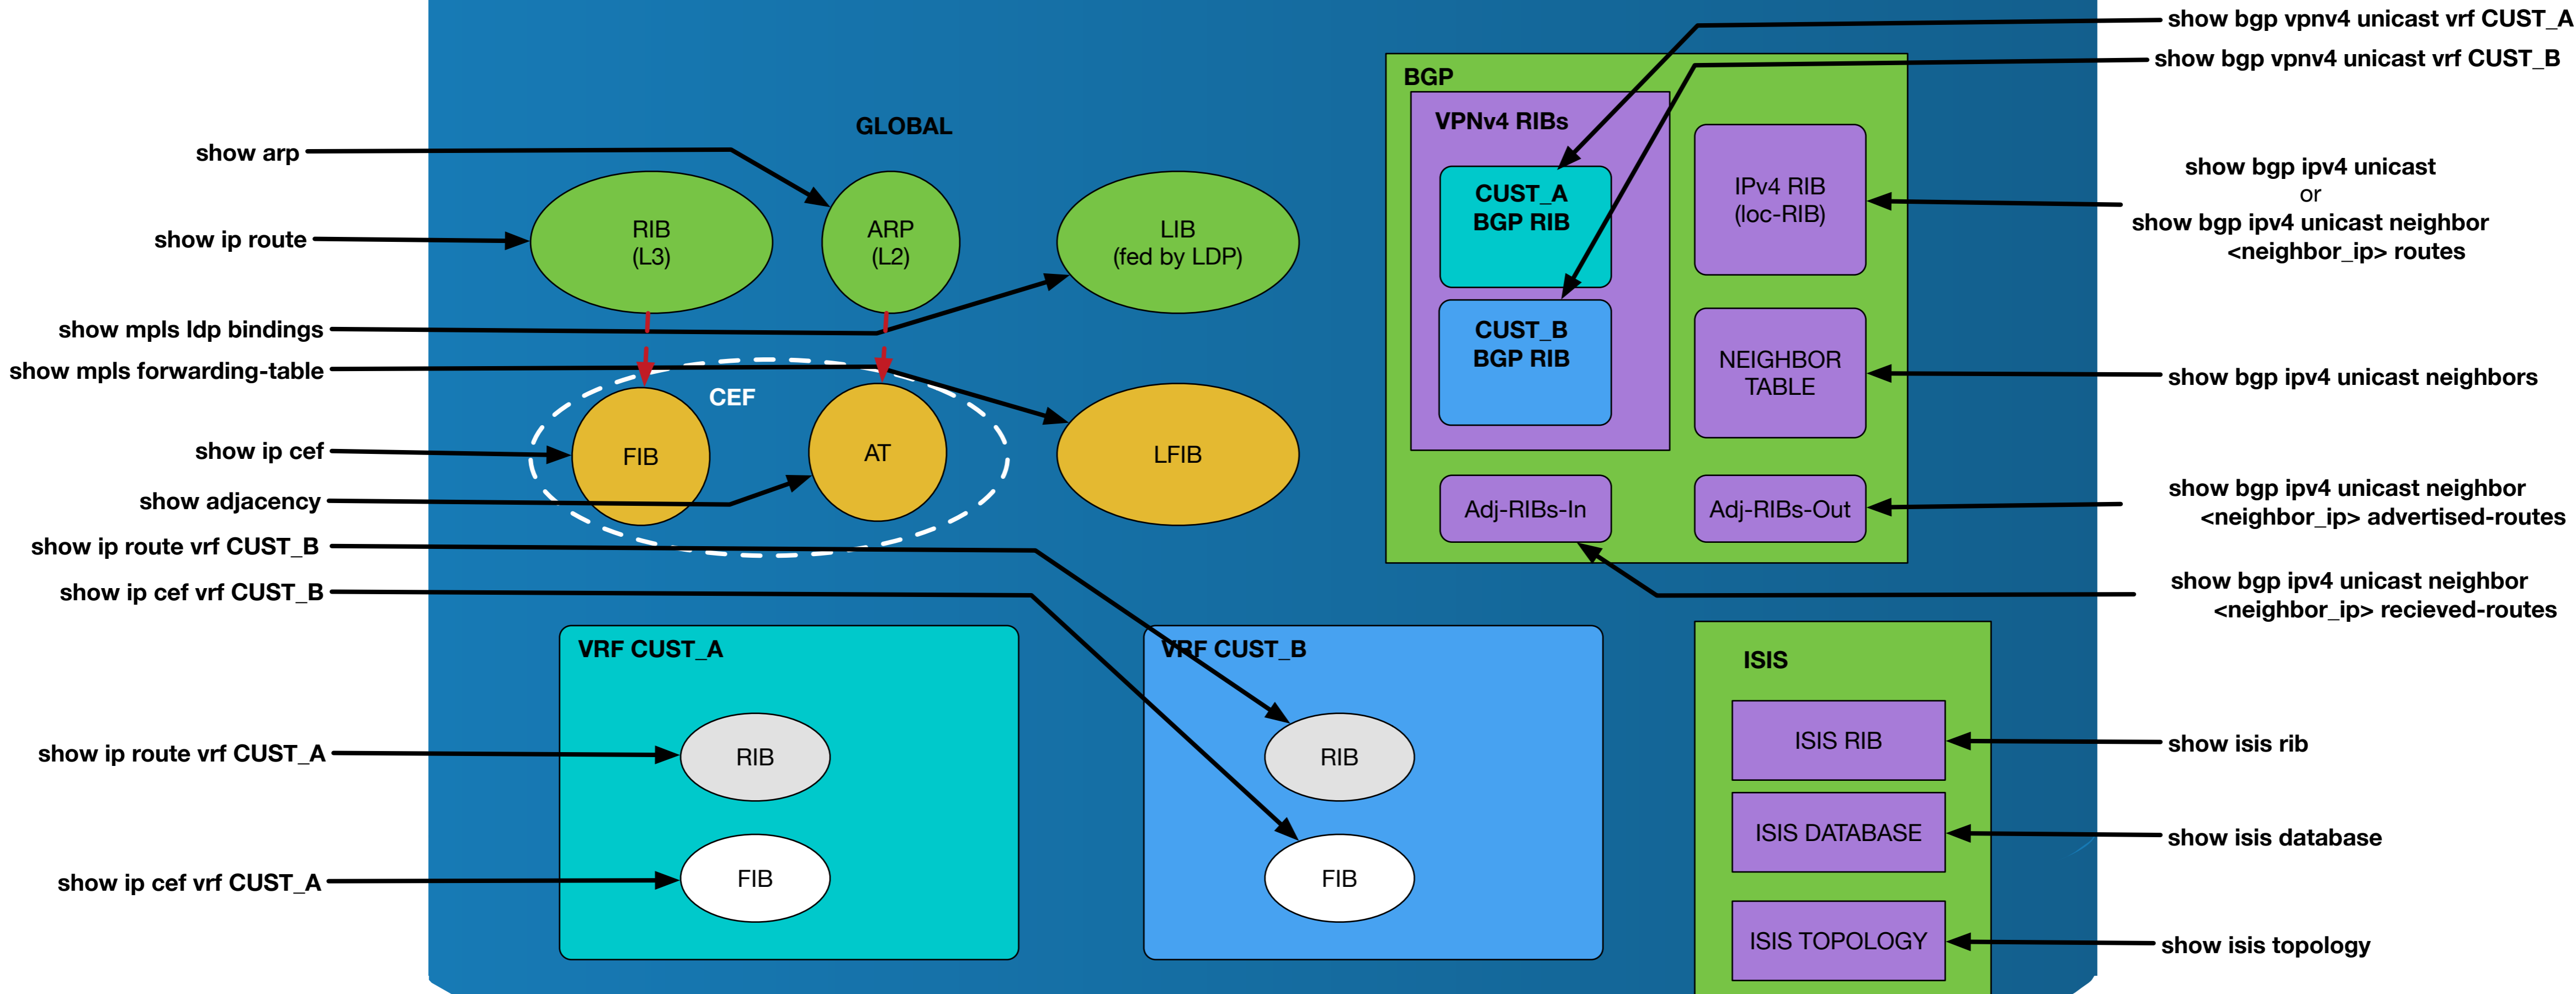 show bgp vpnv4 unicast vrf CUST_A
show bgp vpnv4 unicast vrf CUST_B
BGP
VPNv4 RIBs
GLOBAL
show arp
show ip route
RIB
(L3)
ARP
(L2)
LIB
(fed by LDP)
CUST_A
BGP RIB
IPv4 RIB
(loc-RIB)
show bgp ipv4 unicast
or
show bgp ipv4 unicast neighbor
<neighbor_ip> routes
show mpls ldp bindings
show mpls forwarding-table
CUST_B
BGP RIB
NEIGHBOR
TABLE
show bgp ipv4 unicast neighbors
CEF
show ip cef
FIB
AT
LFIB
show adjacency
Adj-RIBs-In
Adj-RIBs-Out
show bgp ipv4 unicast neighbor
<neighbor_ip> advertised-routes
show ip route vrf CUST_B
show ip cef vrf CUST_B
show bgp ipv4 unicast neighbor
<neighbor_ip> recieved-routes
VRF CUST_A
VRF CUST_B
ISIS
show ip route vrf CUST_A
RIB
RIB
ISIS RIB
show isis rib
ISIS DATABASE
show isis database
show ip cef vrf CUST_A
FIB
FIB
ISIS TOPOLOGY
show isis topology